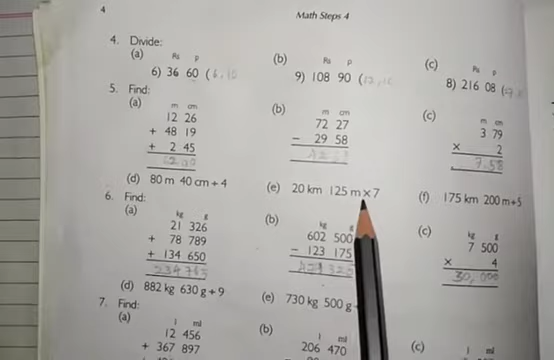 4 Math Steps 4
4. Divide:
(a) Rs P (b) Rs P (c) Rs P
6) 36 60 ( 9) 108 90 ( 8) 216 08 (
5. Find:
(a) m cm (b) m cm (c) m cm
12 26 72 27 3 79
+ 48 19 − 29 58 × 2
+ 2 45 7.58
(d) 80 m 40 cm ÷ 4 (e) 20 km 125 m × 7 (f) 175 km 200 m ÷ 5
6. Find:
(a) kg g (b) kg g (c) kg g
21 326 602 500 7 500
+ 78 789 − 123 175 × 4
+ 134 650 30,000
234765
(d) 882 kg 630 g ÷ 9 (e) 730 kg 500 g
7. Find:
(a) l ml (b) l ml (c) l ml
12 456 206 470
+ 367 897